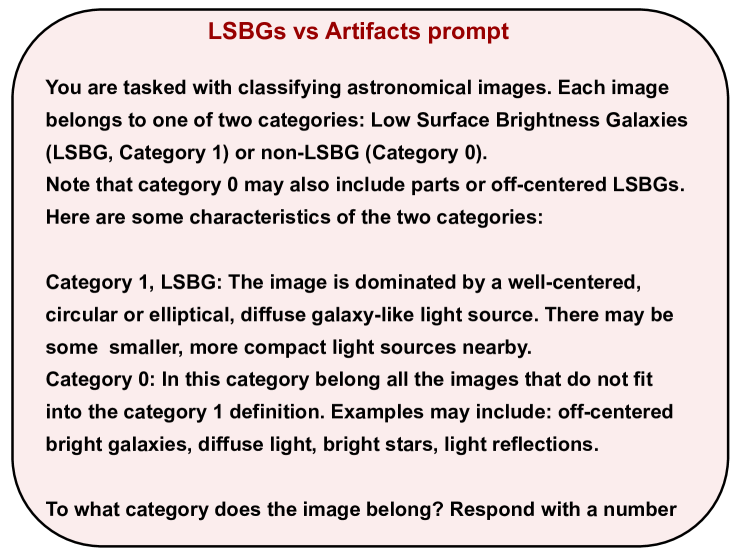 LSBGs vs Artifacts prompt
You are tasked with classifying astronomical images. Each image
belongs to one of two categories: Low Surface Brightness Galaxies
(LSBG, Category 1) or non-LSBG (Category 0).
Note that category 0 may also include parts or off-centered LSBGs.
Here are some characteristics of the two categories:
Category 1, LSBG: The image is dominated by a well-centered,
circular or elliptical, diffuse galaxy-like light source. There may be
some  smaller, more compact light sources nearby.
Category 0: In this category belong all the images that do not fit
into the category 1 definition. Examples may include: off-centered
bright galaxies, diffuse light, bright stars, light reflections.
To what category does the image belong? Respond with a number